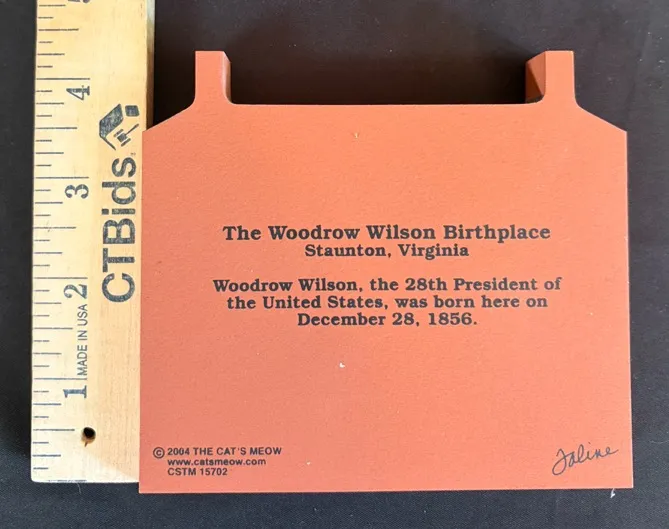 The Woodrow Wilson Birthplace
Staunton, Virginia
Woodrow Wilson, the 28th President of
the United States, was born here on
December 28, 1856.
© 2004 THE CAT'S MEOW
www.catsmeow.com
CSTM 15702
Faline
CTBids
MADE IN USA
1
2
3
4
5